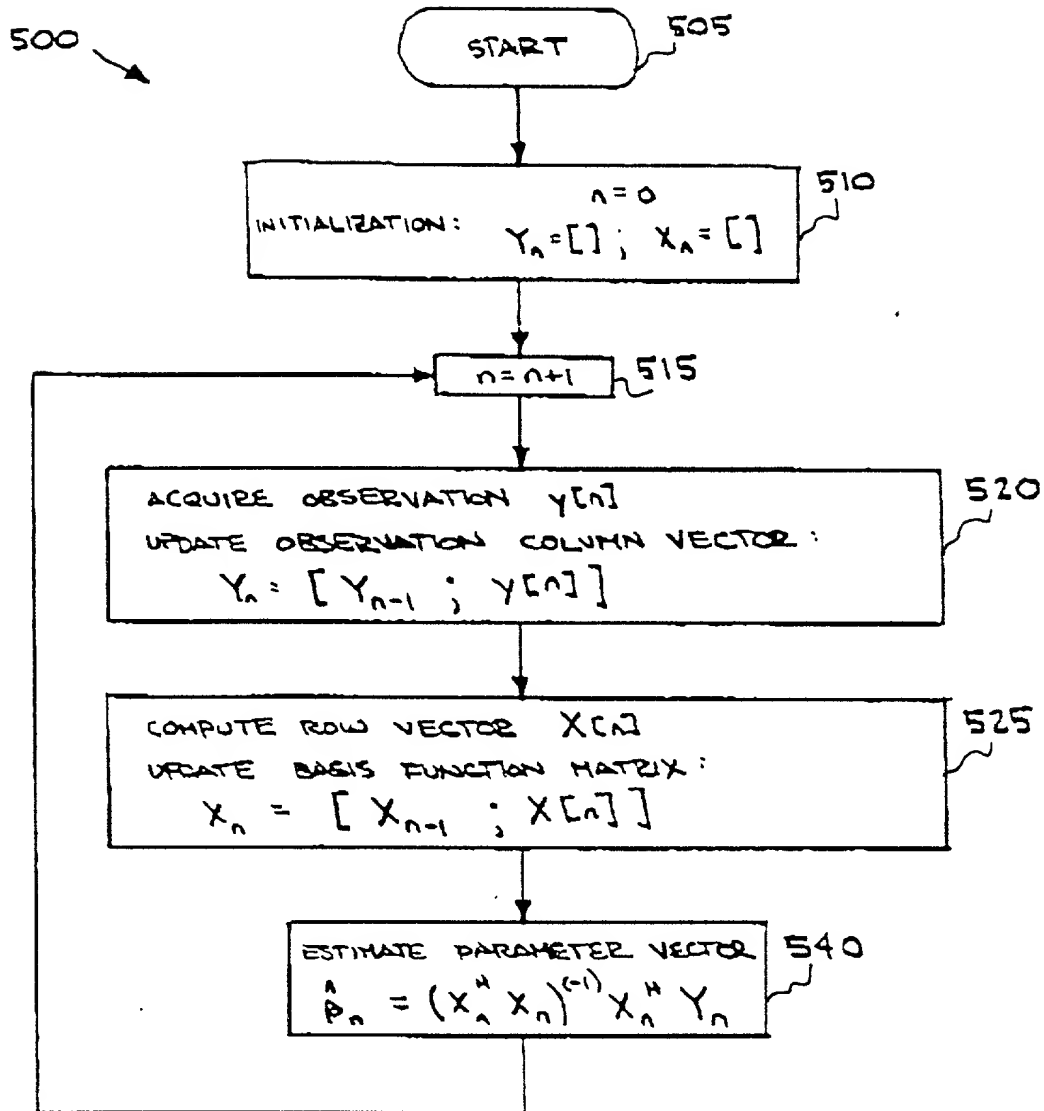 500
START
505
n=0
INITIALIZATION: Yₙ=[]; Xₙ=[]
510
n=n+1
515
ACQUIRE OBSERVATION y[n]
UPDATE OBSERVATION COLUMN VECTOR:
Yₙ = [Yₙ₋₁ ; y[n]]
520
COMPUTE ROW VECTOR X[n]
UPDATE BASIS FUNCTION MATRIX:
Xₙ = [Xₙ₋₁ ; X[n]]
525
ESTIMATE PARAMETER VECTOR
β̂ₙ = (Xₙᴴ Xₙ)⁽⁻¹⁾ Xₙᴴ Yₙ
540